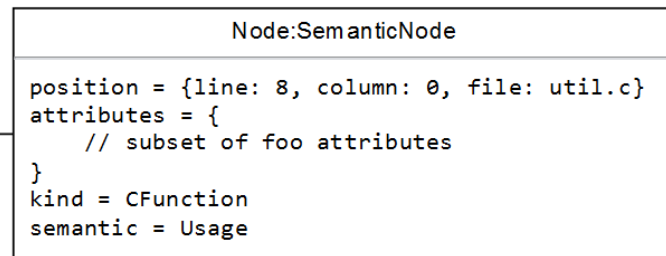 Node:SemanticNode
position = {line: 8, column: 0, file: util.c}
attributes = {
    // subset of foo attributes
}
kind = CFunction
semantic = Usage